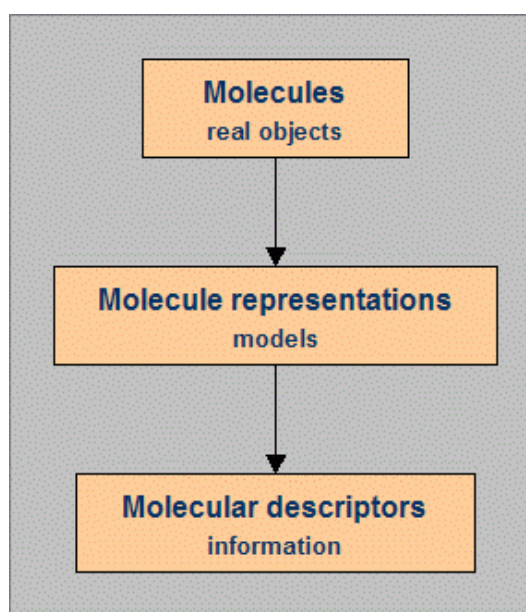 Molecules
real objects
Molecule representations
models
Molecular descriptors
information